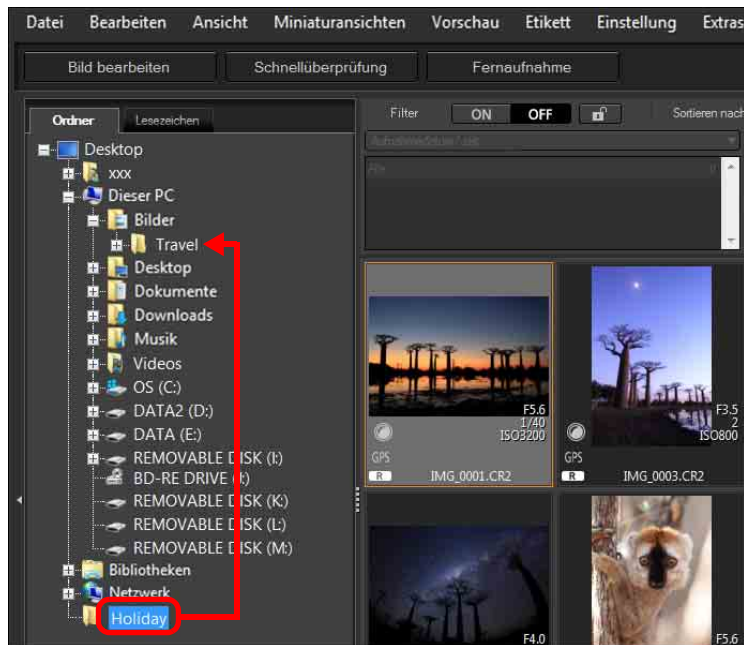 Datei Bearbeiten Ansicht Miniaturansichten Vorschau Etikett Einstellung Extras
Bild bearbeiten Schnellüberprüfung Fernaufnahme
Ordner Lesezeichen
Filter ON OFF Sortieren nach
Desktop
xxx
Dieser PC
Bilder
Travel
Desktop
Dokumente
Downloads
Musik
Videos
OS (C:)
DATA2 (D:)
DATA (E:)
REMOVABLE DISK (I:)
BD-RE DRIVE
REMOVABLE DISK (K:)
REMOVABLE DISK (L:)
REMOVABLE DISK (M:)
Bibliotheken
Netzwerk
Holiday
F5.6
1/40
ISO3200
GPS
R IMG_0001.CR2
F3.5
2
ISO800
GPS
R IMG_0003.CR2
F4.0
F5.6